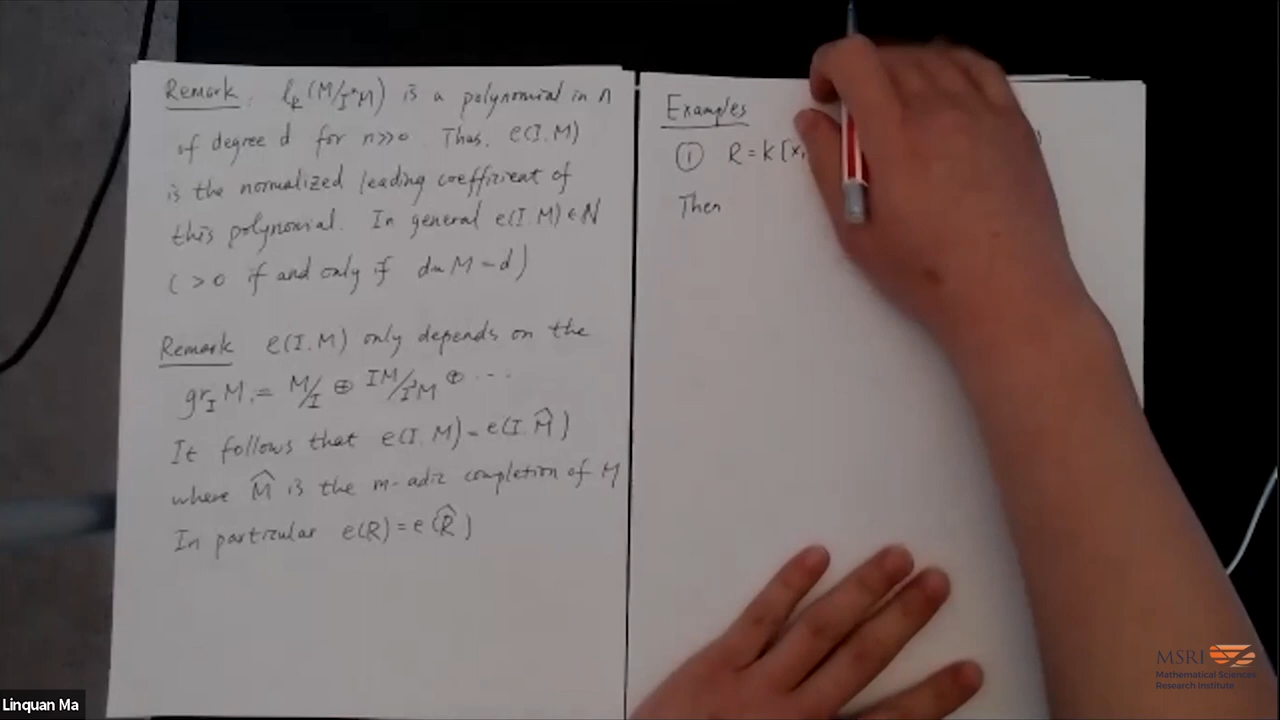 Remark. ℓ_R(M/IⁿM) is a polynomial in n
of degree d for n>>0. Thus, e(I,M)
is the normalized leading coefficient of
this polynomial. In general e(I,M) ∈ N
(>0 if and only if dim M = d)
Remark e(I,M) only depends on the
gr_I M := M/I ⊕ IM/I²M ⊕ ...
It follows that e(I,M) = e(I,M̂)
where M̂ is the m-adic completion of M
In particular e(R) = e(R̂)
Examples
① R = k[x,
Then
Linquan Ma
MSRI
Mathematical Sciences
Research Institute